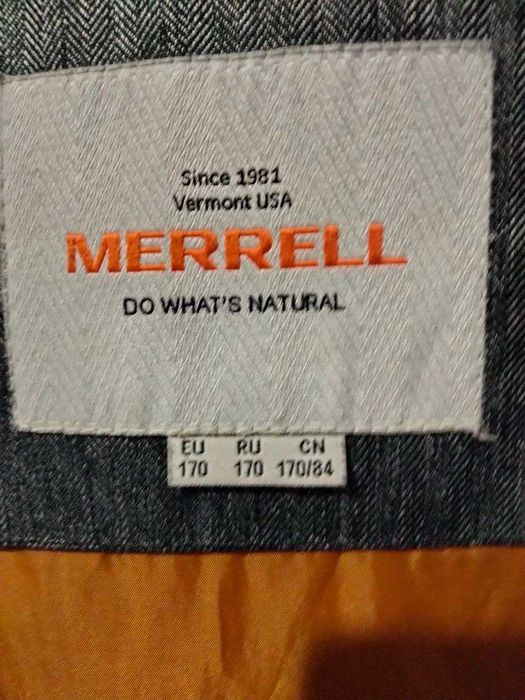 Since 1981
Vermont USA
MERRELL
DO WHAT'S NATURAL
EU RU CN
170 170 170/84